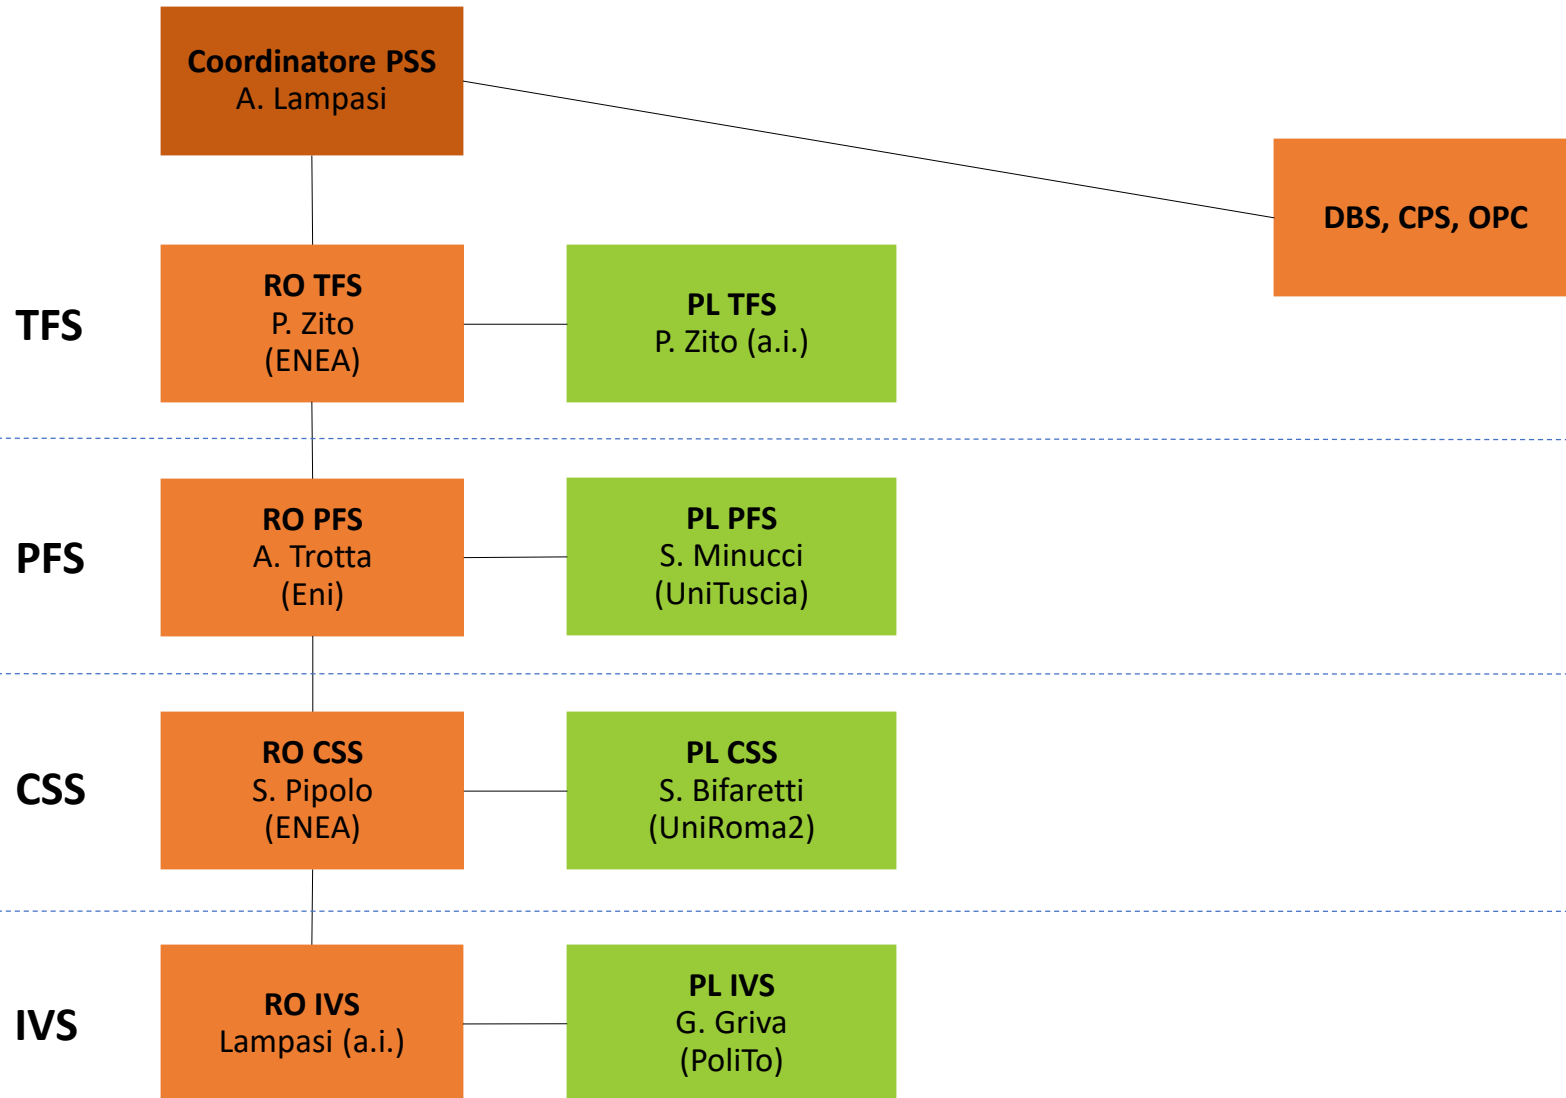 Coordinatore PSS
A. Lampasi
DBS, CPS, OPC
TFS
RO TFS
P. Zito
(ENEA)
PL TFS
P. Zito (a.i.)
PFS
RO PFS
A. Trotta
(Eni)
PL PFS
S. Minucci
(UniTuscia)
CSS
RO CSS
S. Pipolo
(ENEA)
PL CSS
S. Bifaretti
(UniRoma2)
IVS
RO IVS
Lampasi (a.i.)
PL IVS
G. Griva
(PoliTo)